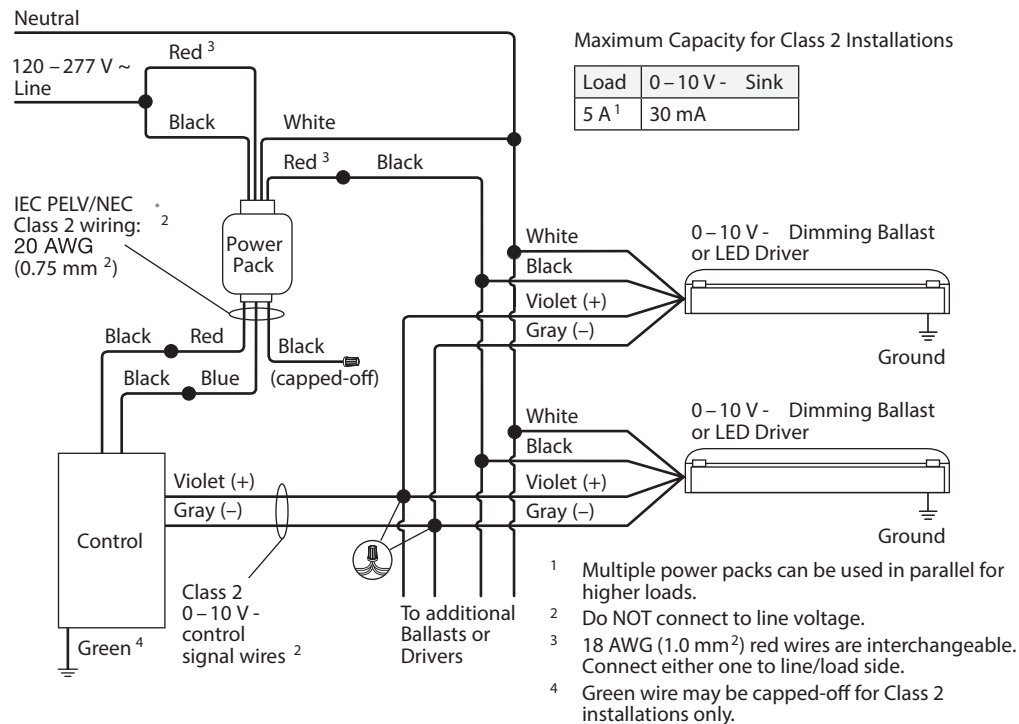 Neutral
Red ³
120 – 277 V ~
Line
Black
White
Red ³
Black
Maximum Capacity for Class 2 Installations
Load 0 – 10 V - Sink
5 A ¹ 30 mA
IEC PELV/NEC
Class 2 wiring: ²
20 AWG
(0.75 mm ²)
Power
Pack
White
Black
Violet (+)
Gray (–)
0 – 10 V - Dimming Ballast
or LED Driver
Ground
Black Red
Black
(capped-off)
Black Blue
White
Black
Violet (+)
Gray (–)
0 – 10 V - Dimming Ballast
or LED Driver
Ground
Violet (+)
Gray (–)
Control
Class 2
0 – 10 V -
control
signal wires ²
To additional
Ballasts or
Drivers
Green ⁴
¹ Multiple power packs can be used in parallel for
higher loads.
² Do NOT connect to line voltage.
³ 18 AWG (1.0 mm²) red wires are interchangeable.
Connect either one to line/load side.
⁴ Green wire may be capped-off for Class 2
installations only.